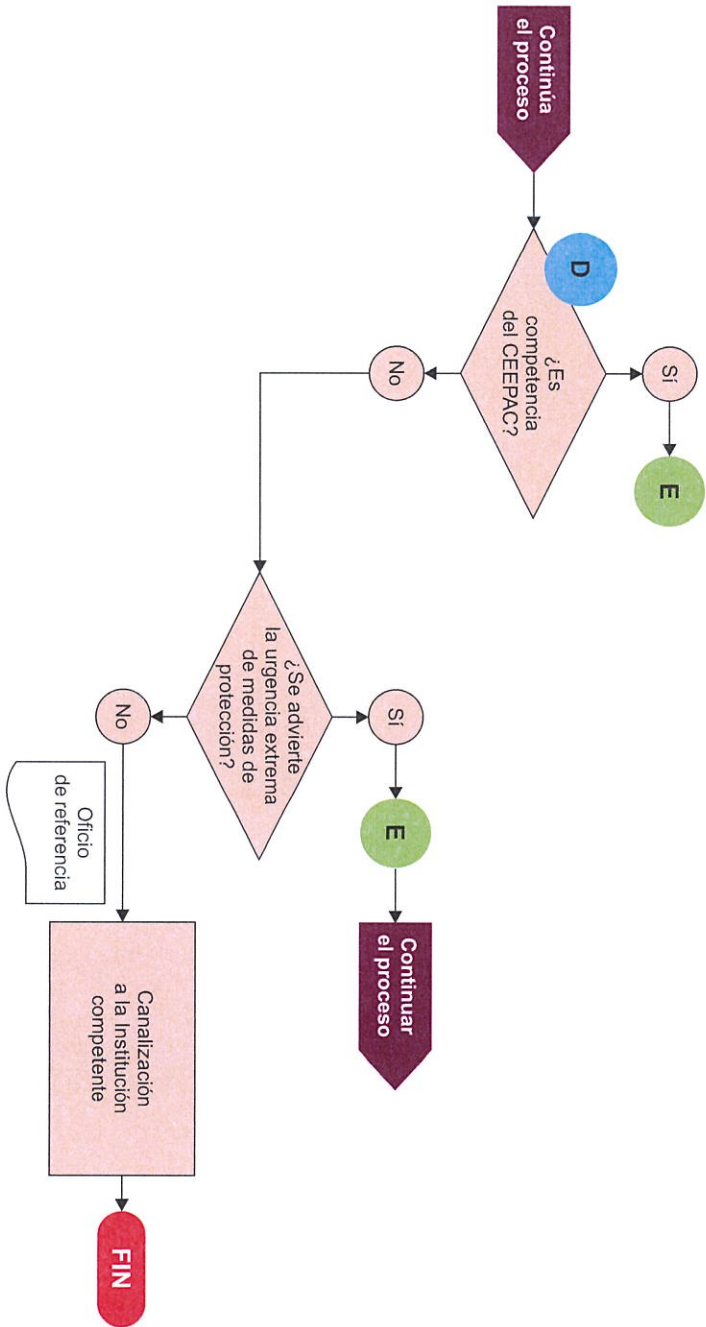 Continúa
el proceso
D
¿Es
competencia
del CEEPAC?
Sí
E
No
¿Se advierte
la urgencia extrema
de medidas de
protección?
Sí
E
Continuar
el proceso
No
Oficio
de referencia
Canalización
a la Institución
competente
FIN